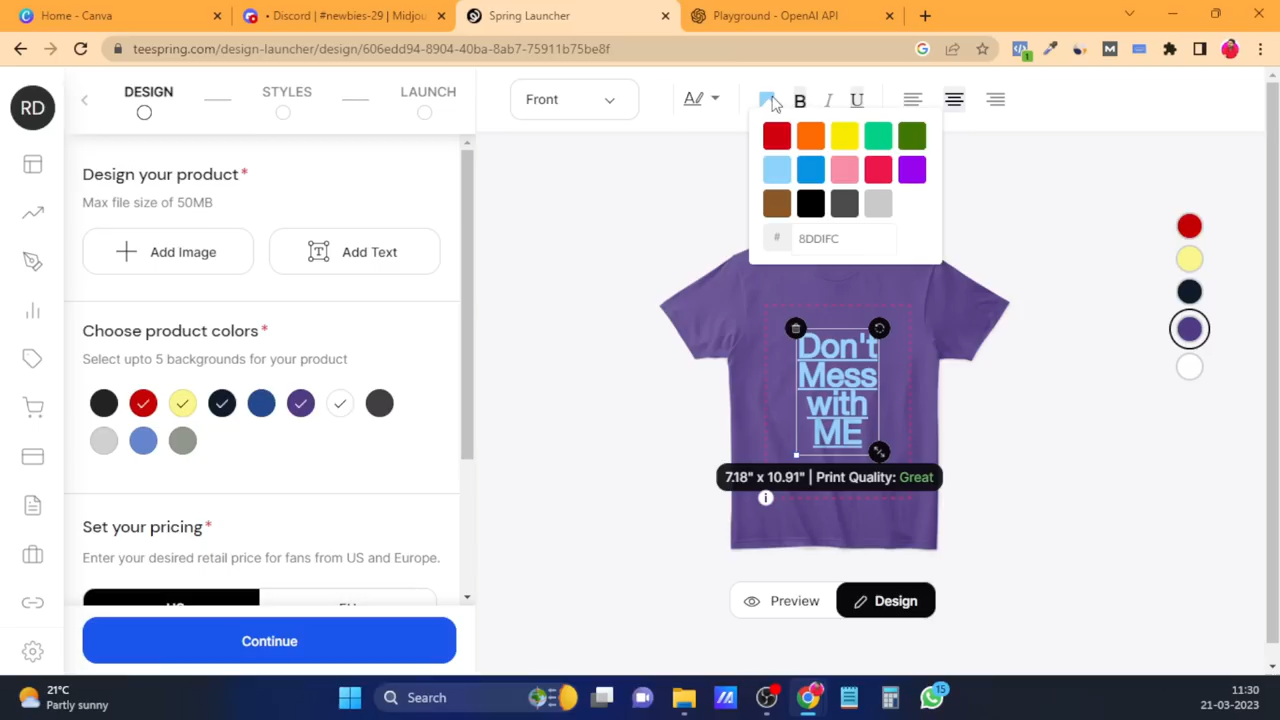 Home - Canva
• Discord | #newbies-29 | Midjou
Spring Launcher
Playground - OpenAI API
teespring.com/design-launcher/design/606edd94-8904-40ba-8ab7-75911b75be8f
RD
DESIGN
STYLES
LAUNCH
Front
B
I
U
Design your product*
Max file size of 50MB
Add Image
Add Text
# 8DDIFC
Choose product colors*
Select upto 5 backgrounds for your product
Don't
Mess
with
ME
7.18" x 10.91" | Print Quality: Great
Set your pricing*
Enter your desired retail price for fans from US and Europe.
Continue
Preview
Design
21°C
Partly sunny
Search
15
11:30
21-03-2023